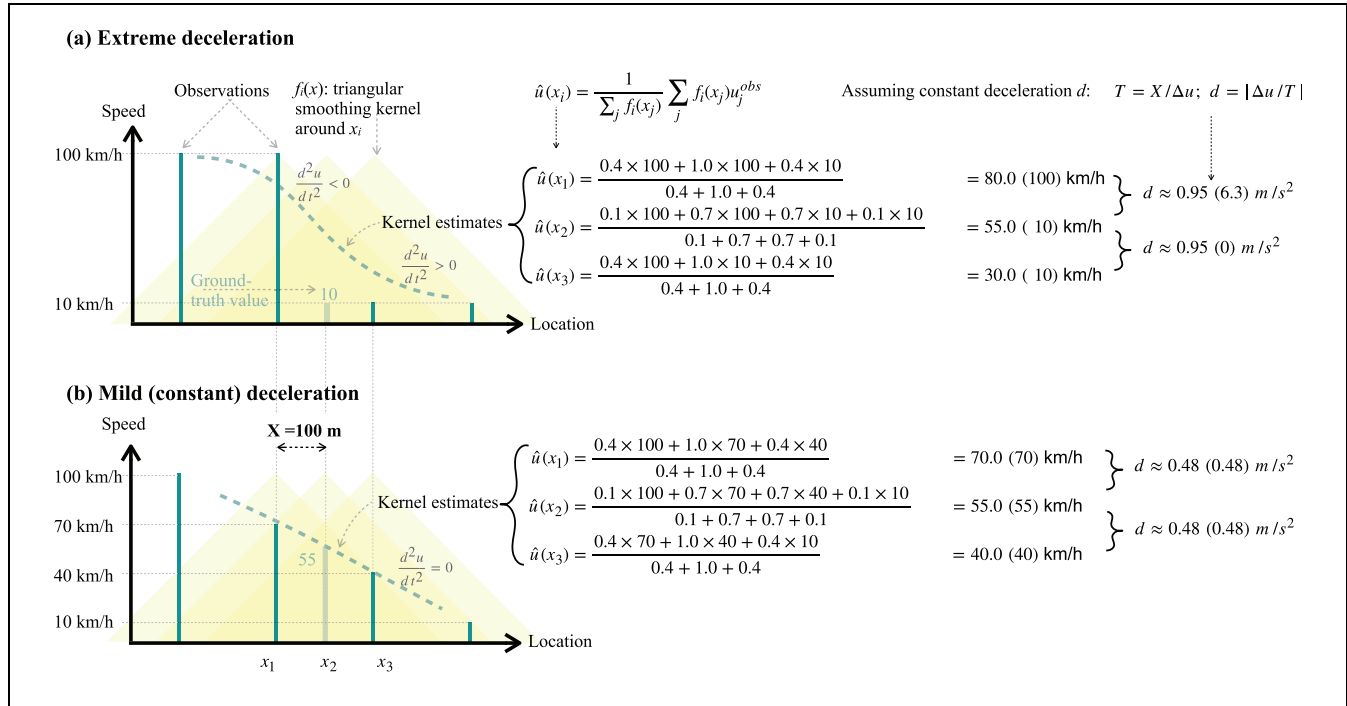 (a) Extreme deceleration
Observations
fᵢ(x): triangular
smoothing kernel
around xᵢ
û(xᵢ) = 1 / ∑ⱼ fᵢ(xⱼ) ∑ⱼ fᵢ(xⱼ)uⱼᵒᵇˢ
Assuming constant deceleration d: T = X/Δu; d = |Δu/T|
Speed
100 km/h
d²u/dt² < 0
Kernel estimates
d²u/dt² > 0
Ground-
truth value
10
10 km/h
Location
û(x₁) = (0.4 × 100 + 1.0 × 100 + 0.4 × 10) / (0.4 + 1.0 + 0.4) = 80.0 (100) km/h
û(x₂) = (0.1 × 100 + 0.7 × 100 + 0.7 × 10 + 0.1 × 10) / (0.1 + 0.7 + 0.7 + 0.1) = 55.0 ( 10) km/h
û(x₃) = (0.4 × 100 + 1.0 × 10 + 0.4 × 10) / (0.4 + 1.0 + 0.4) = 30.0 ( 10) km/h
d ≈ 0.95 (6.3) m/s²
d ≈ 0.95 (0) m/s²
(b) Mild (constant) deceleration
Speed
X =100 m
100 km/h
70 km/h
40 km/h
10 km/h
Kernel estimates
55
d²u/dt² = 0
Location
x₁
x₂
x₃
û(x₁) = (0.4 × 100 + 1.0 × 70 + 0.4 × 40) / (0.4 + 1.0 + 0.4) = 70.0 (70) km/h
û(x₂) = (0.1 × 100 + 0.7 × 70 + 0.7 × 40 + 0.1 × 10) / (0.1 + 0.7 + 0.7 + 0.1) = 55.0 (55) km/h
û(x₃) = (0.4 × 70 + 1.0 × 40 + 0.4 × 10) / (0.4 + 1.0 + 0.4) = 40.0 (40) km/h
d ≈ 0.48 (0.48) m/s²
d ≈ 0.48 (0.48) m/s²